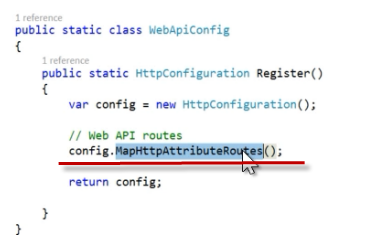 1 reference
public static class WebApiConfig
{
1 reference
public static HttpConfiguration Register()
{
var config = new HttpConfiguration();
// Web API routes
config.MapHttpAttributeRoutes();
return config;
}
}